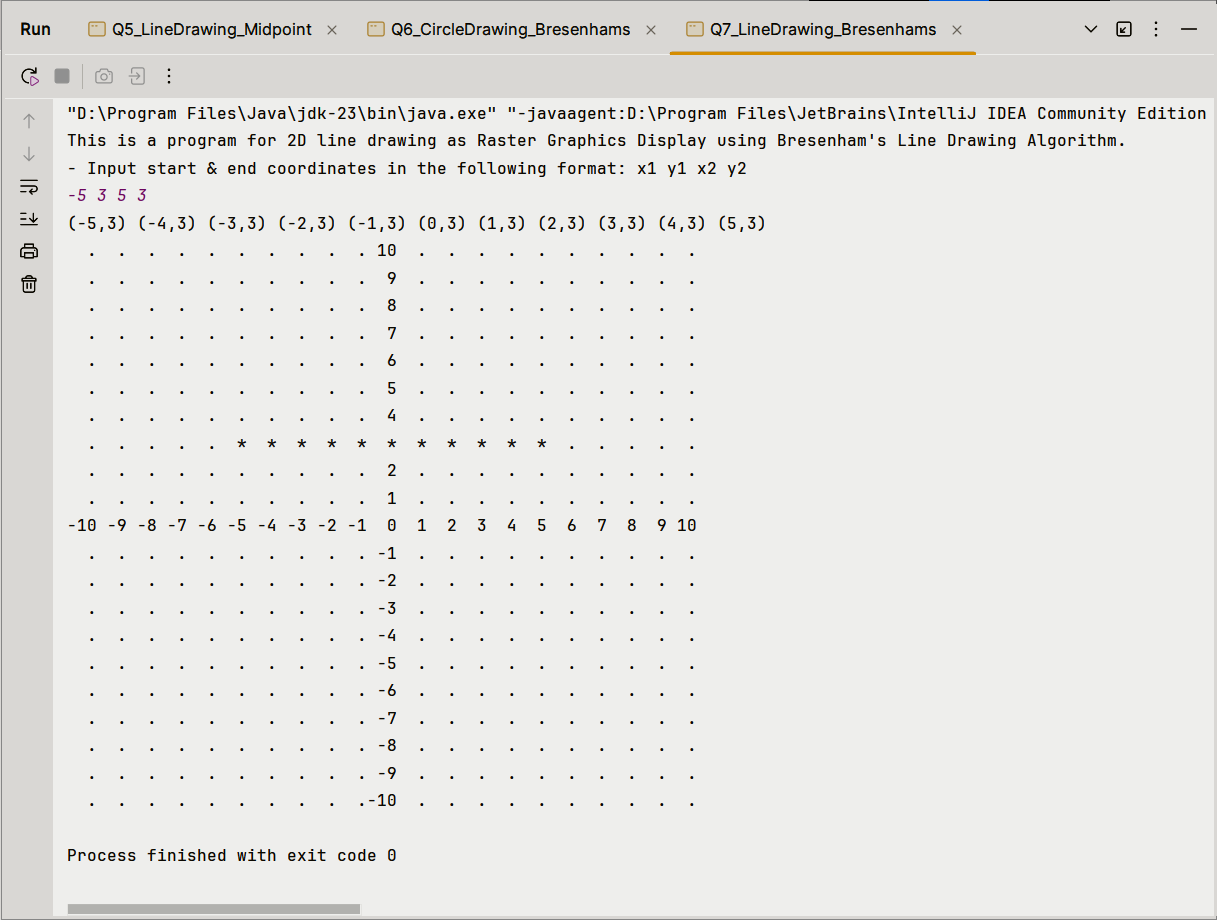 Run Q5_LineDrawing_Midpoint Q6_CircleDrawing_Bresenhams Q7_LineDrawing_Bresenhams
"D:\Program Files\Java\jdk-23\bin\java.exe" "-javaagent:D:\Program Files\JetBrains\IntelliJ IDEA Community Edition
This is a program for 2D line drawing as Raster Graphics Display using Bresenham's Line Drawing Algorithm.
- Input start & end coordinates in the following format: x1 y1 x2 y2
-5 3 5 3
(-5,3) (-4,3) (-3,3) (-2,3) (-1,3) (0,3) (1,3) (2,3) (3,3) (4,3) (5,3)
  .  .  .  .  .  .  .  .  .  . 10  .  .  .  .  .  .  .  .  .  .
  .  .  .  .  .  .  .  .  .  .  9  .  .  .  .  .  .  .  .  .  .
  .  .  .  .  .  .  .  .  .  .  8  .  .  .  .  .  .  .  .  .  .
  .  .  .  .  .  .  .  .  .  .  7  .  .  .  .  .  .  .  .  .  .
  .  .  .  .  .  .  .  .  .  .  6  .  .  .  .  .  .  .  .  .  .
  .  .  .  .  .  .  .  .  .  .  5  .  .  .  .  .  .  .  .  .  .
  .  .  .  .  .  .  .  .  .  .  4  .  .  .  .  .  .  .  .  .  .
  .  .  .  .  .  *  *  *  *  *  *  *  *  *  *  *  .  .  .  .  .
  .  .  .  .  .  .  .  .  .  .  2  .  .  .  .  .  .  .  .  .  .
  .  .  .  .  .  .  .  .  .  .  1  .  .  .  .  .  .  .  .  .  .
-10 -9 -8 -7 -6 -5 -4 -3 -2 -1  0  1  2  3  4  5  6  7  8  9 10
  .  .  .  .  .  .  .  .  .  . -1  .  .  .  .  .  .  .  .  .  .
  .  .  .  .  .  .  .  .  .  . -2  .  .  .  .  .  .  .  .  .  .
  .  .  .  .  .  .  .  .  .  . -3  .  .  .  .  .  .  .  .  .  .
  .  .  .  .  .  .  .  .  .  . -4  .  .  .  .  .  .  .  .  .  .
  .  .  .  .  .  .  .  .  .  . -5  .  .  .  .  .  .  .  .  .  .
  .  .  .  .  .  .  .  .  .  . -6  .  .  .  .  .  .  .  .  .  .
  .  .  .  .  .  .  .  .  .  . -7  .  .  .  .  .  .  .  .  .  .
  .  .  .  .  .  .  .  .  .  . -8  .  .  .  .  .  .  .  .  .  .
  .  .  .  .  .  .  .  .  .  . -9  .  .  .  .  .  .  .  .  .  .
  .  .  .  .  .  .  .  .  .  .-10  .  .  .  .  .  .  .  .  .  .
Process finished with exit code 0